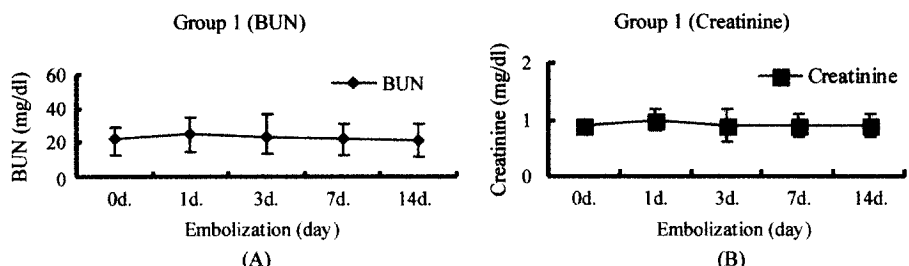 Group 1 (BUN)
BUN (mg/dl)
60
40
20
0
BUN
0d. 1d. 3d. 7d. 14d.
Embolization (day)
(A)
Group 1 (Creatinine)
Creatinine (mg/dl)
2
1
0
Creatinine
0d. 1d. 3d. 7d. 14d.
Embolization (day)
(B)